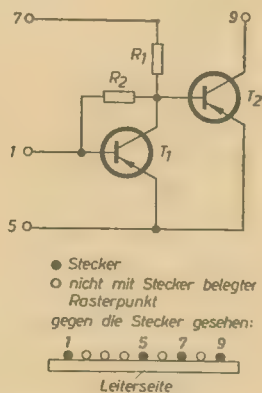 7
9
R1
R2
T2
1
T1
5
● Stecker
○ nicht mit Stecker belegter
Rasterpunkt
gegen die Stecker gesehen:
1 5 7 9
Leiterseite